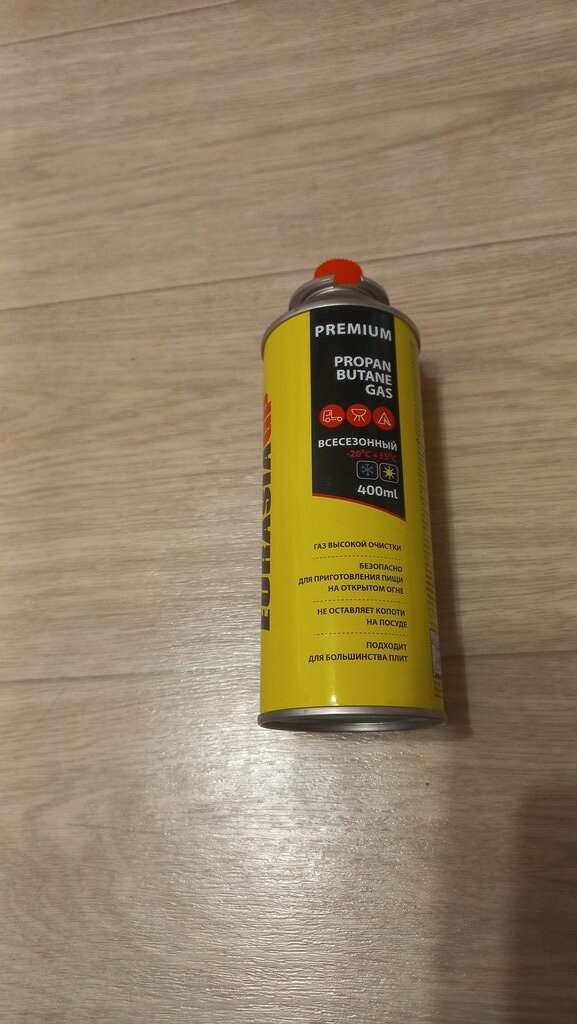 PREMIUM
PROPAN
BUTANE
GAS
ВСЕСЕЗОННЫЙ
-20°C +35°C
400ml
ГАЗ ВЫСОКОЙ ОЧИСТКИ
БЕЗОПАСНО
ДЛЯ ПРИГОТОВЛЕНИЯ ПИЩИ
НА ОТКРЫТОМ ОГНЕ
НЕ ОСТАВЛЯЕТ КОПОТИ
НА ПОСУДЕ
ПОДХОДИТ
ДЛЯ БОЛЬШИНСТВА ПЛИТ